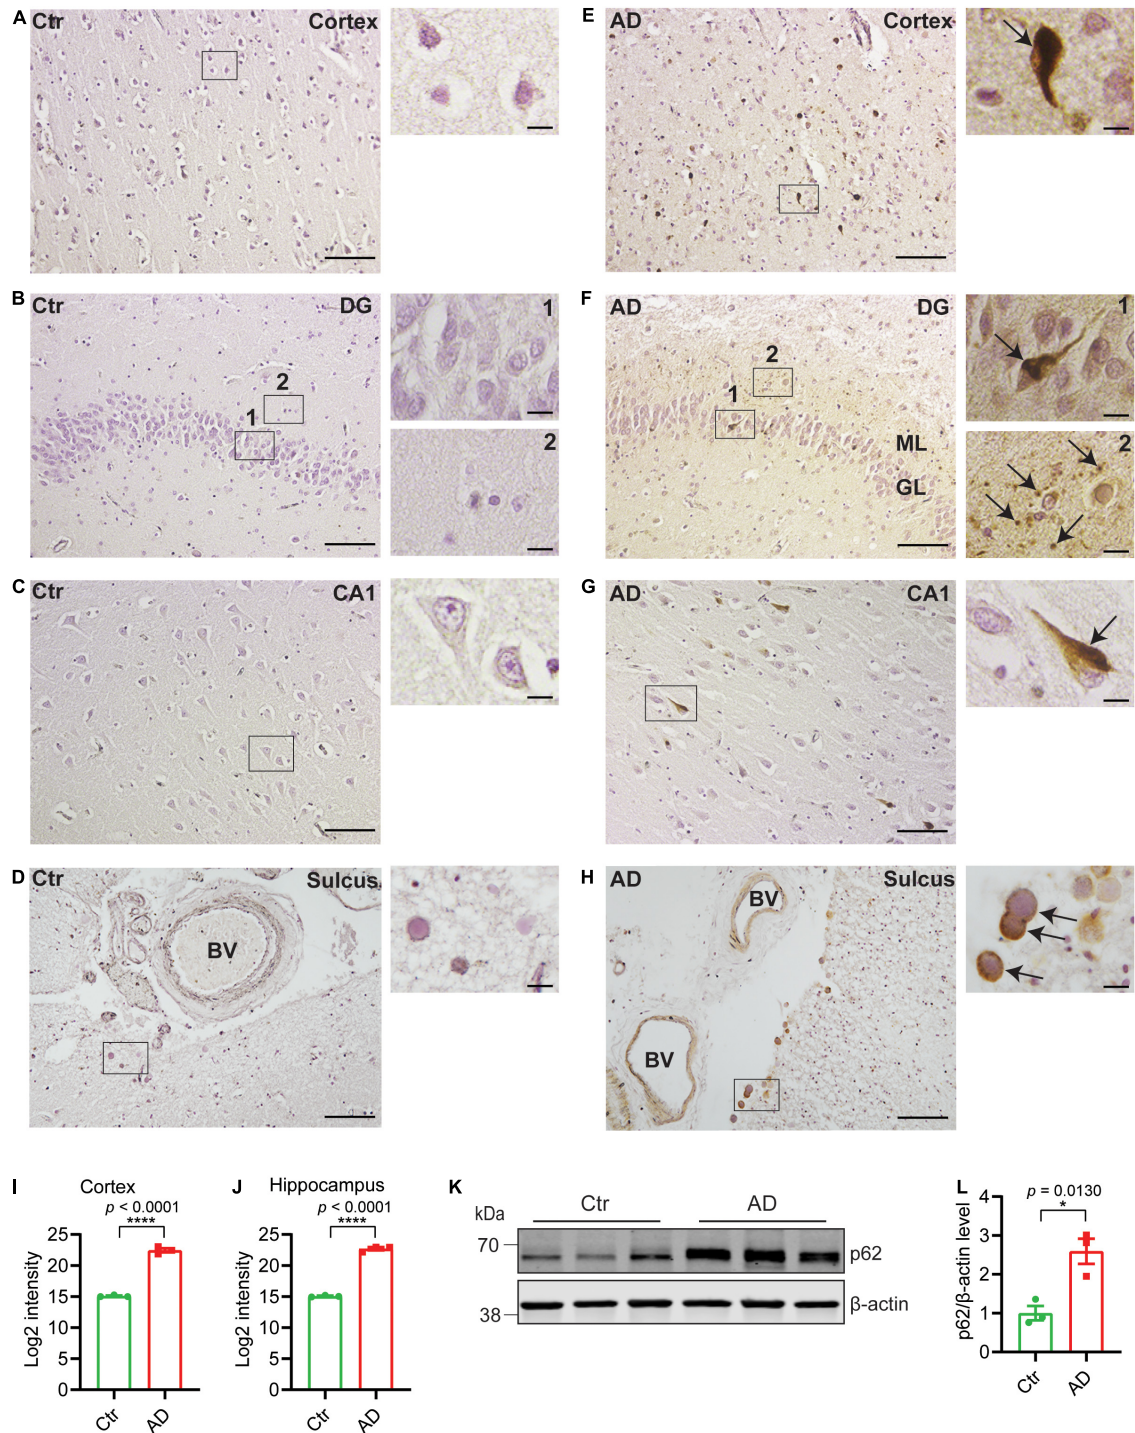 A Ctr Cortex
E AD Cortex
B Ctr DG
1
2
1
2
F AD DG
1
2
ML
GL
1
2
C Ctr CA1
G AD CA1
D Ctr Sulcus
BV
H AD Sulcus
BV
BV
I Cortex
p < 0.0001
****
Log2 intensity
25
20
15
10
5
0
Ctr
AD
J Hippocampus
p < 0.0001
****
Log2 intensity
25
20
15
10
5
0
Ctr
AD
K
kDa
Ctr AD
70
p62
38
β-actin
L
p = 0.0130
*
p62/β-actin level
4
3
2
1
0
Ctr
AD